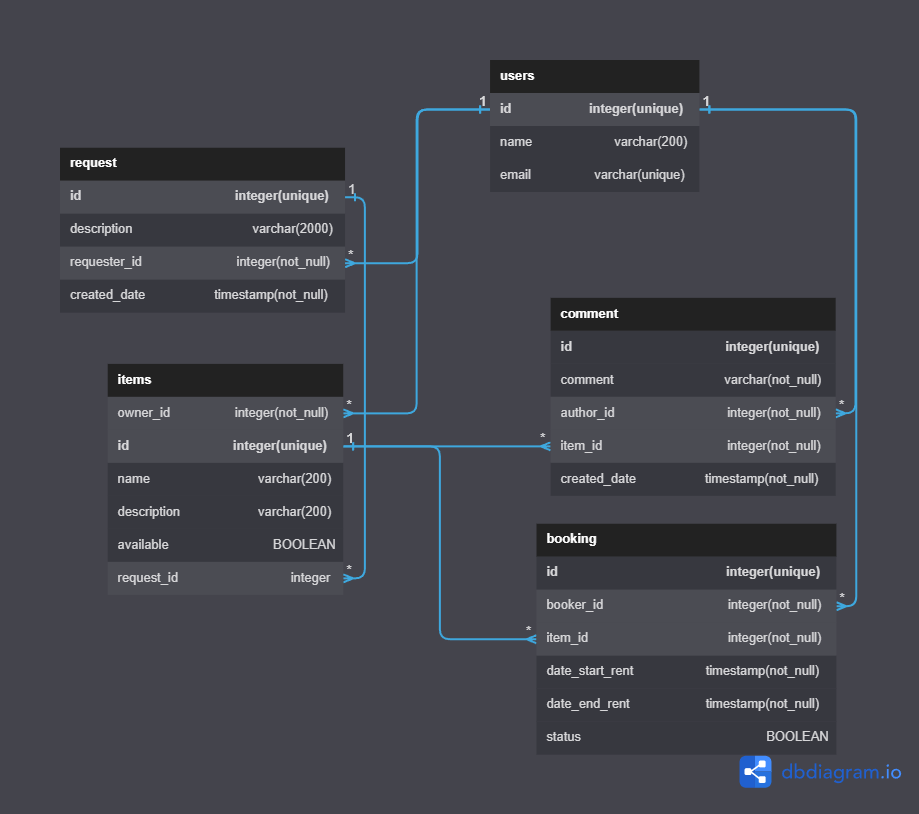 users
1 id integer(unique) 1
name varchar(200)
email varchar(unique)
request
id integer(unique) 1
description varchar(2000)
requester_id integer(not_null) *
created_date timestamp(not_null)
comment
id integer(unique)
comment varchar(not_null)
author_id integer(not_null) *
* item_id integer(not_null)
created_date timestamp(not_null)
items
owner_id integer(not_null) *
id integer(unique) 1
name varchar(200)
description varchar(200)
available BOOLEAN
request_id integer *
booking
id integer(unique)
booker_id integer(not_null) *
* item_id integer(not_null)
date_start_rent timestamp(not_null)
date_end_rent timestamp(not_null)
status BOOLEAN
dbdiagram.io